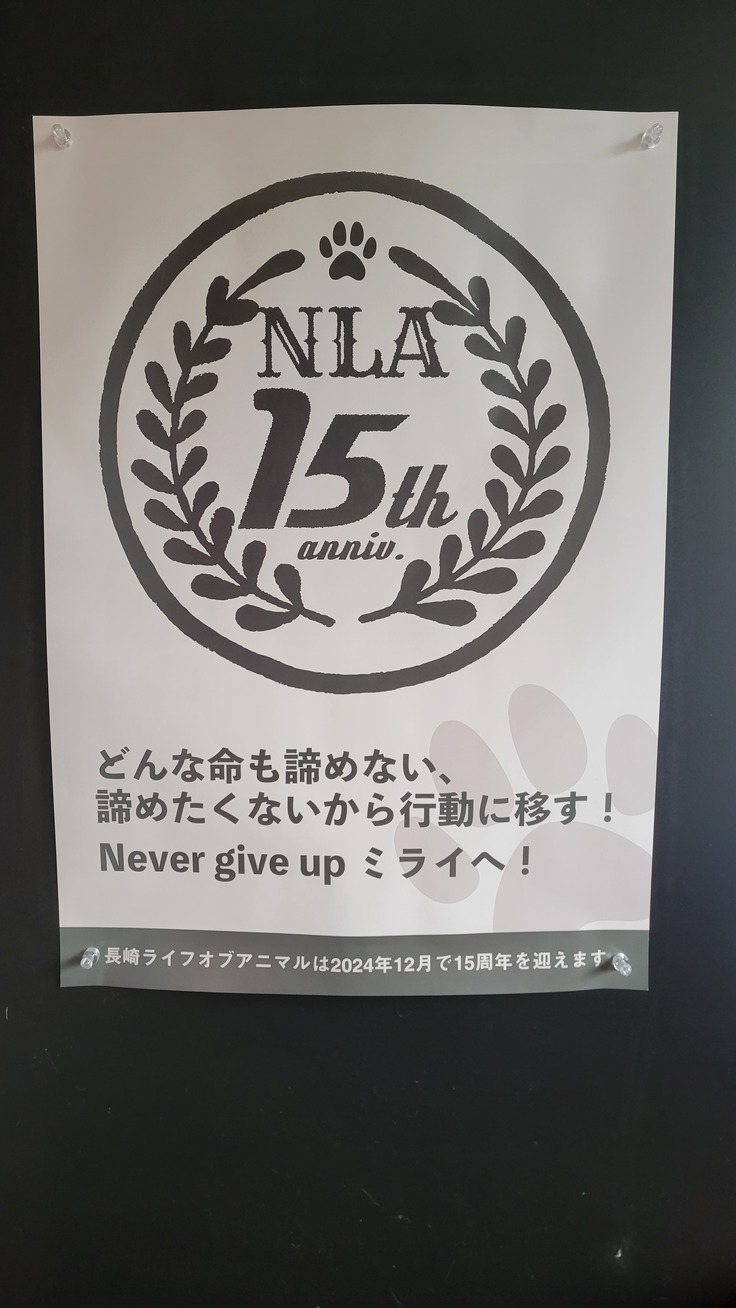 NLA
15th
anniv.
どんな命も諦めない、
諦めたくないから行動に移す！
Never give up ミライへ！
長崎ライフオブアニマルは2024年12月で15周年を迎えます